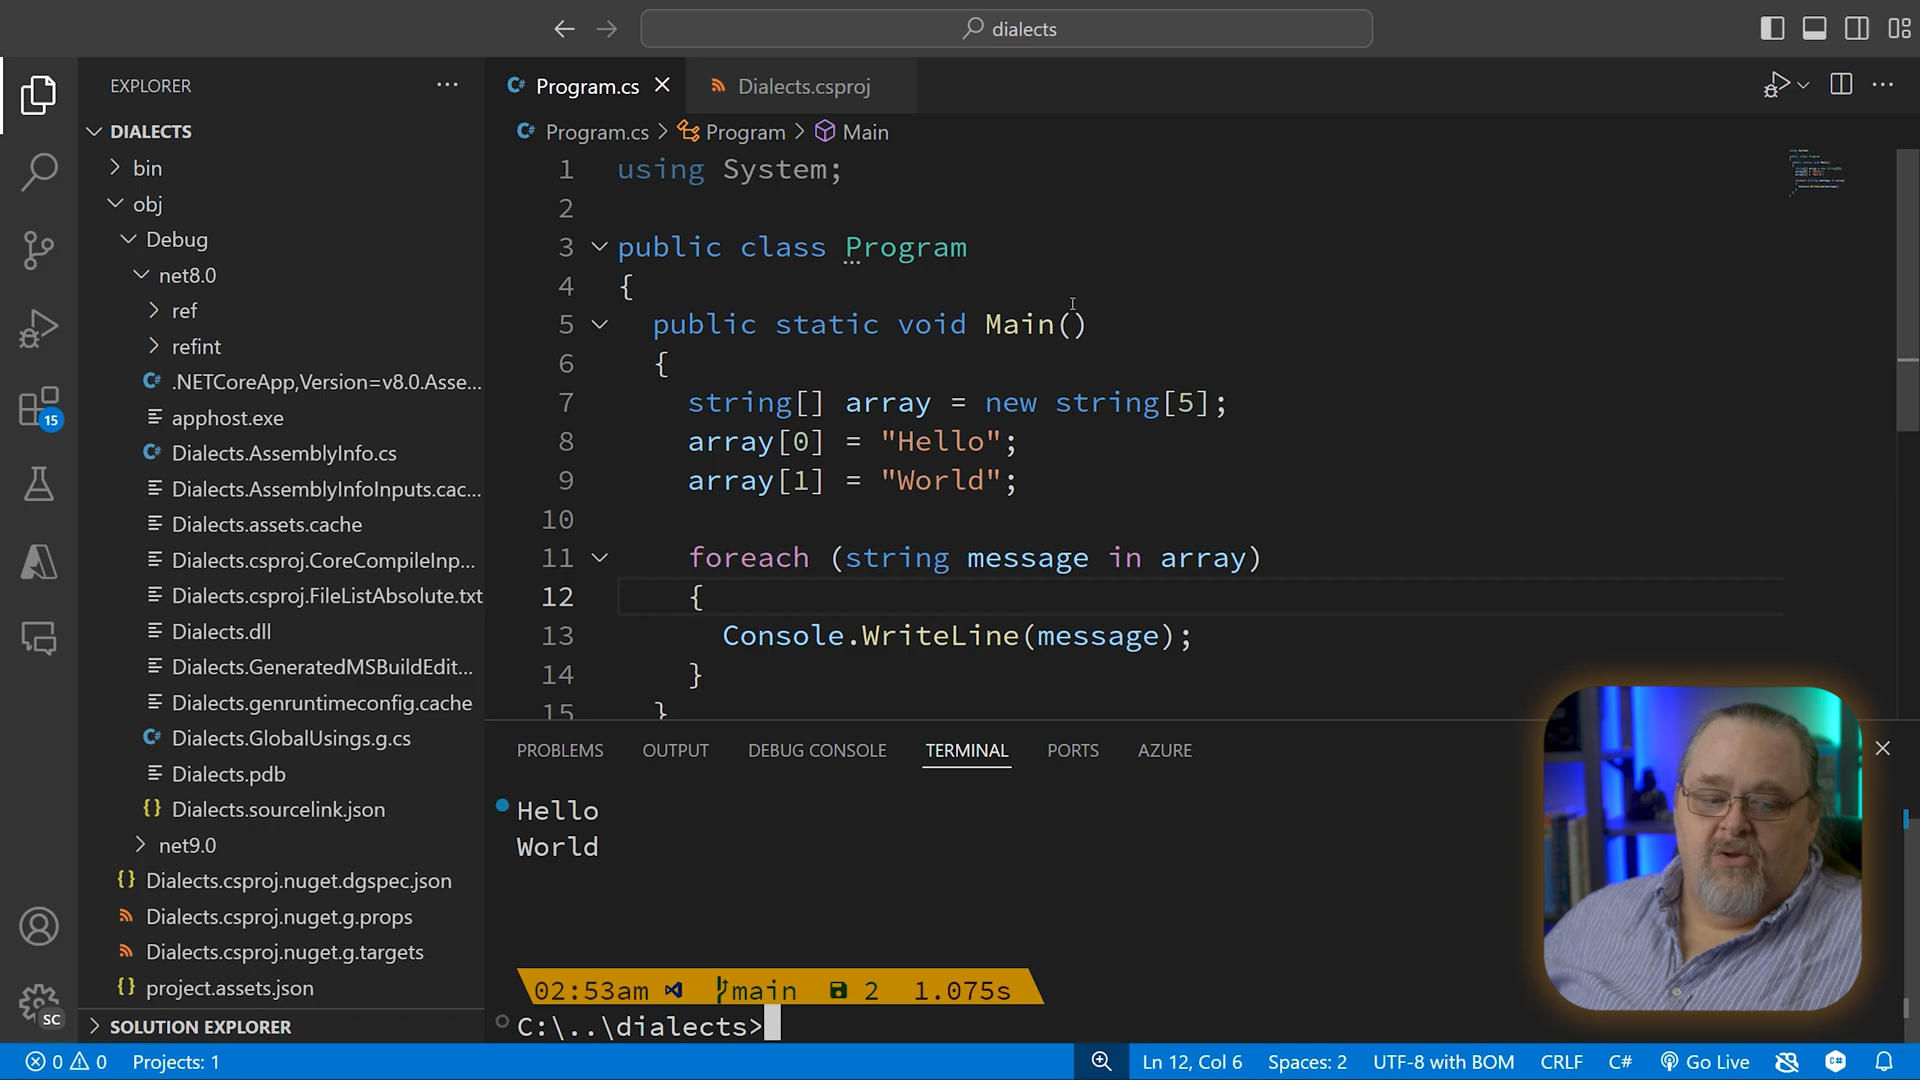 dialects
EXPLORER
DIALECTS
bin
obj
Debug
net8.0
ref
refint
.NETCoreApp,Version=v8.0.Asse...
apphost.exe
Dialects.AssemblyInfo.cs
Dialects.AssemblyInfoInputs.cac...
Dialects.assets.cache
Dialects.csproj.CoreCompileInp...
Dialects.csproj.FileListAbsolute.txt
Dialects.dll
Dialects.GeneratedMSBuildEdit...
Dialects.genruntimeconfig.cache
Dialects.GlobalUsings.g.cs
Dialects.pdb
Dialects.sourcelink.json
net9.0
Dialects.csproj.nuget.dgspec.json
Dialects.csproj.nuget.g.props
Dialects.csproj.nuget.g.targets
project.assets.json
SOLUTION EXPLORER
15
SC
Program.cs
Dialects.csproj
Program.cs > Program > Main
1 using System;
2
3 public class Program
4 {
5 public static void Main()
6 {
7 string[] array = new string[5];
8 array[0] = "Hello";
9 array[1] = "World";
10
11 foreach (string message in array)
12 {
13 Console.WriteLine(message);
14 }
15 }
PROBLEMS OUTPUT DEBUG CONSOLE TERMINAL PORTS AZURE
Hello
World
02:53am main 2 1.075s
C:\..\dialects>
0 0 Projects: 1 Ln 12, Col 6 Spaces: 2 UTF-8 with BOM CRLF C# Go Live